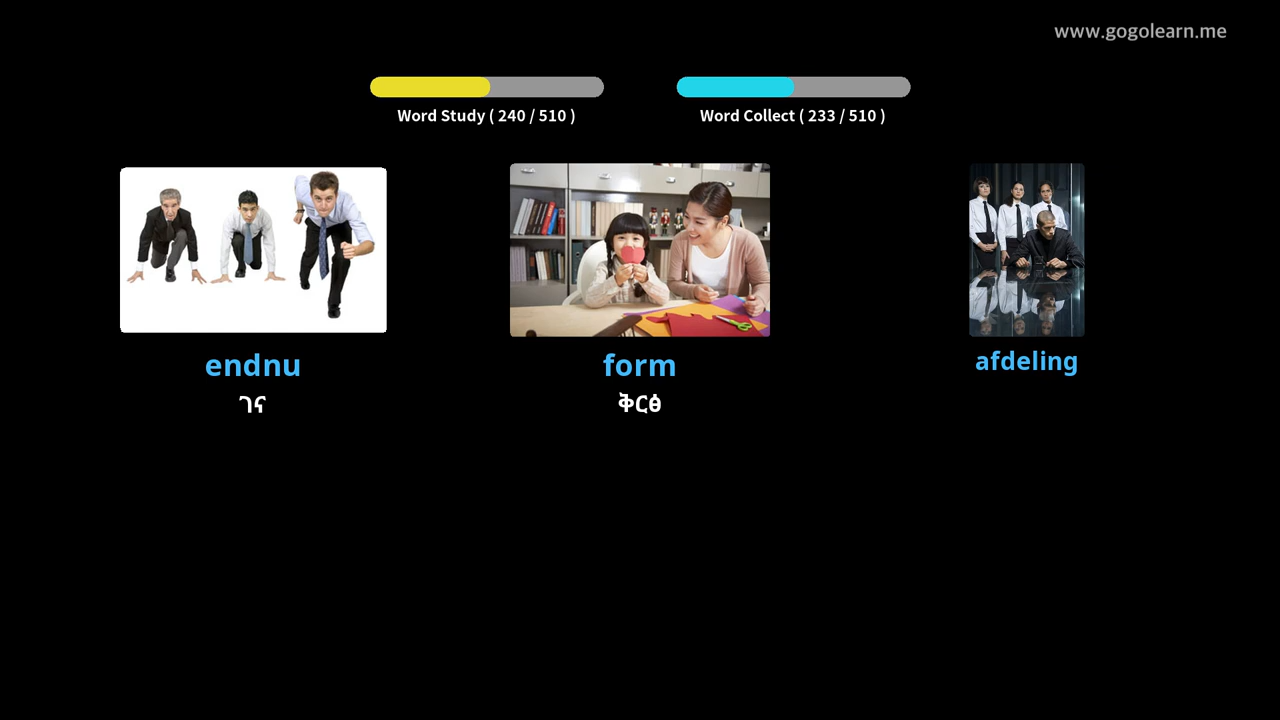 www.gogolearn.me
Word Study ( 240 / 510 )
Word Collect ( 233 / 510 )
endnu
form
afdeling
ገና
ቅርፅ